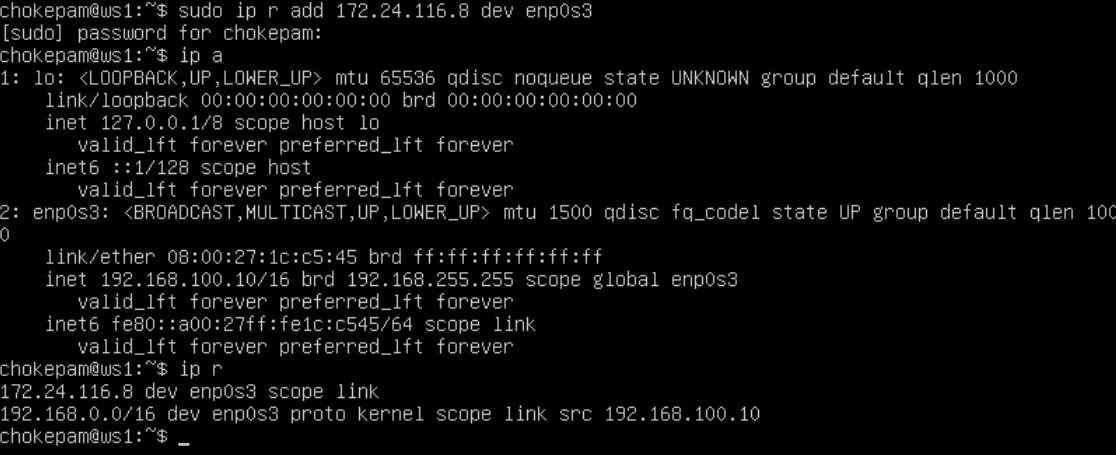 chokepam@ws1:~$ sudo ip r add 172.24.116.8 dev enp0s3
[sudo] password for chokepam:
chokepam@ws1:~$ ip a
1: lo: <LOOPBACK,UP,LOWER_UP> mtu 65536 qdisc noqueue state UNKNOWN group default qlen 1000
    link/loopback 00:00:00:00:00:00 brd 00:00:00:00:00:00
    inet 127.0.0.1/8 scope host lo
       valid_lft forever preferred_lft forever
    inet6 ::1/128 scope host
       valid_lft forever preferred_lft forever
2: enp0s3: <BROADCAST,MULTICAST,UP,LOWER_UP> mtu 1500 qdisc fq_codel state UP group default qlen 100
0
    link/ether 08:00:27:1c:c5:45 brd ff:ff:ff:ff:ff:ff
    inet 192.168.100.10/16 brd 192.168.255.255 scope global enp0s3
       valid_lft forever preferred_lft forever
    inet6 fe80::a00:27ff:fe1c:c545/64 scope link
       valid_lft forever preferred_lft forever
chokepam@ws1:~$ ip r
172.24.116.8 dev enp0s3 scope link
192.168.0.0/16 dev enp0s3 proto kernel scope link src 192.168.100.10
chokepam@ws1:~$ _